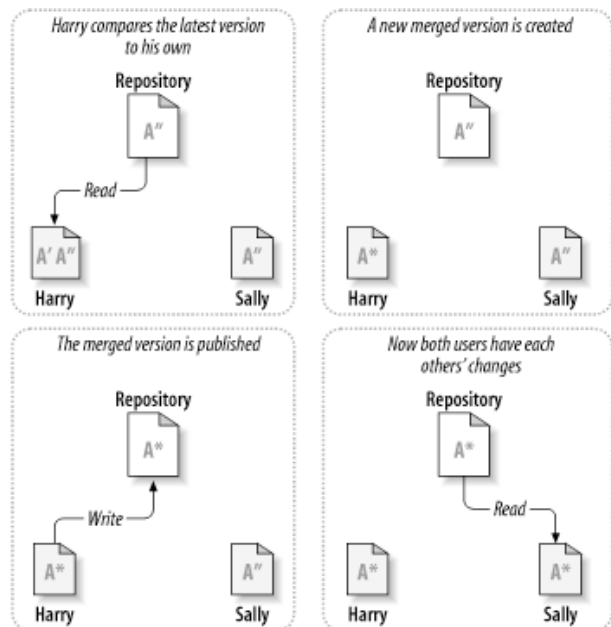 Harry compares the latest version
to his own
Repository
A"
Read
A' A"
A"
Harry
Sally
A new merged version is created
Repository
A"
A*
A"
Harry
Sally
The merged version is published
Repository
A*
Write
A*
A"
Harry
Sally
Now both users have each
others' changes
Repository
A*
Read
A*
A*
Harry
Sally